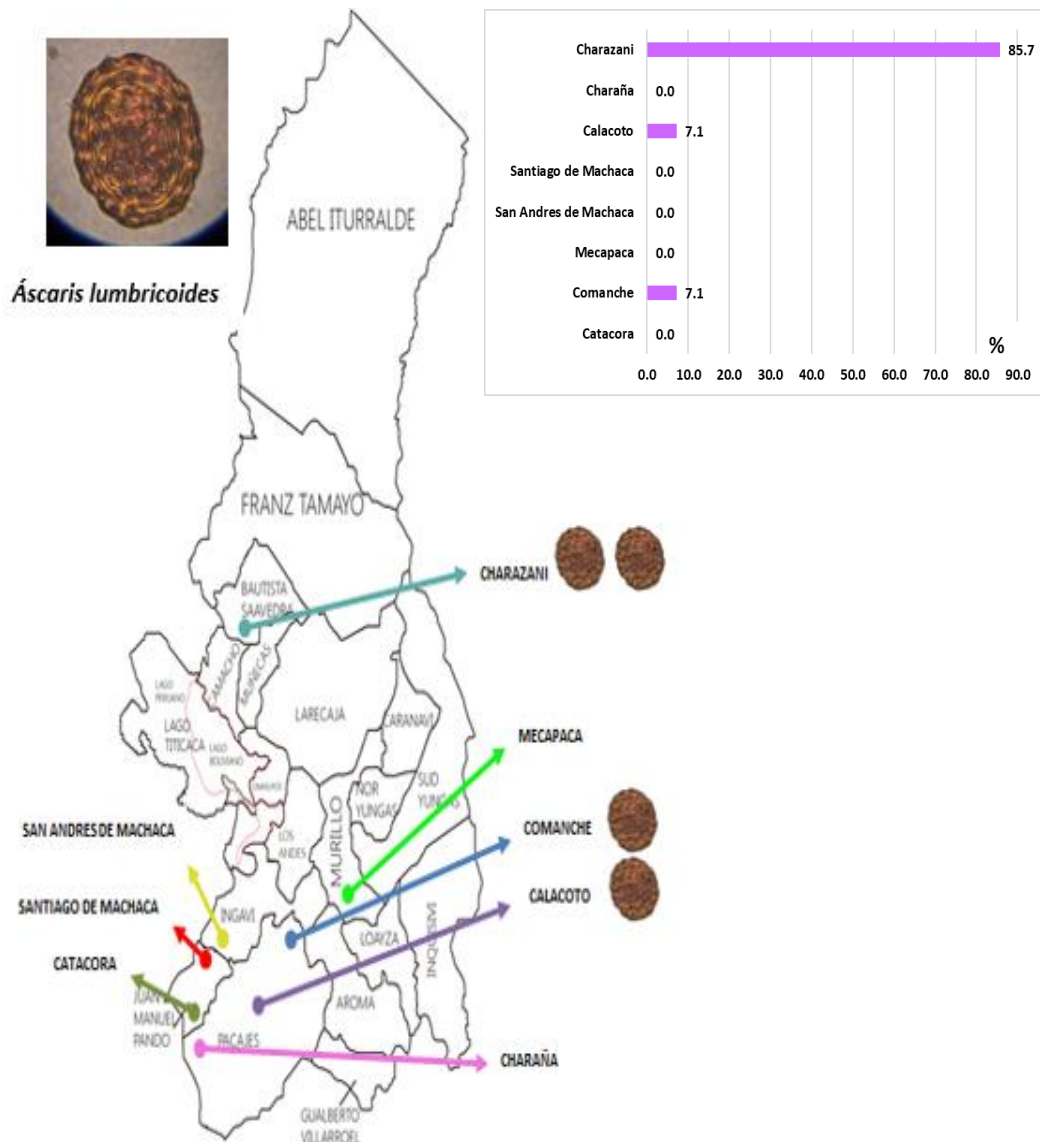 Áscaris lumbricoides
Charazani
85.7
Charaña
0.0
Calacoto
7.1
Santiago de Machaca
0.0
San Andres de Machaca
0.0
Mecapaca
0.0
Comanche
7.1
Catacora
0.0
%
0.0 10.0 20.0 30.0 40.0 50.0 60.0 70.0 80.0 90.0
ABEL ITURRALDE
FRANZ TAMAYO
BAUTISTA
SAAVEDRA
CHARAZANI
CAMACHO
MUÑECAS
LAGO
PERUANO
LAGO
TITICACA
LAGO
BOLIVIANO
LARECAJA
CARANAVI
MECAPACA
NOR
YUNGAS
SUD
YUNGAS
MURILLO
LOS
ANDES
COMANCHE
SAN ANDRES DE MACHACA
CALACOTO
SANTIAGO DE MACHACA
INGAVI
LOAYZA
INQUISIVI
CATACORA
JUAN
MANUEL
PANDO
PACAJES
AROMA
CHARAÑA
GUALBERTO
VILLARROEL